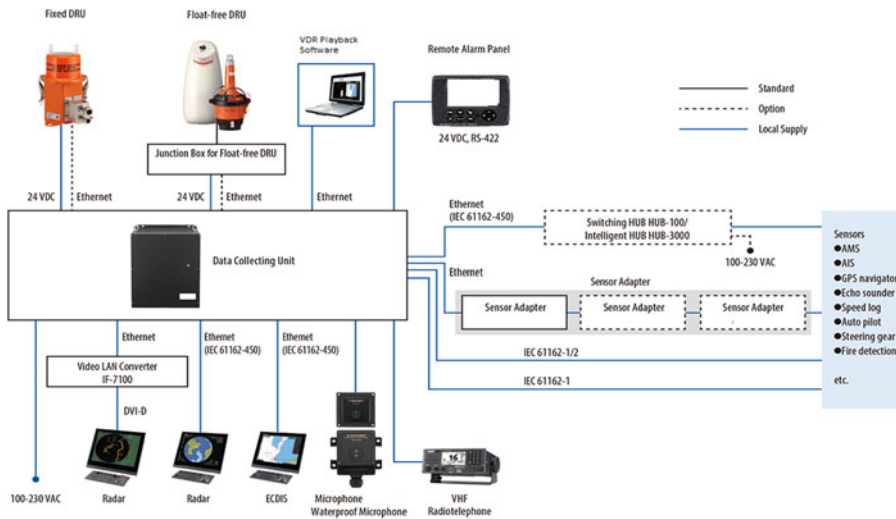 Fixed DRU
Float-free DRU
VDR Playback
Software
Remote Alarm Panel
Standard
Option
Local Supply
24 VDC, RS-422
Junction Box for Float-free DRU
24 VDC
Ethernet
24 VDC
Ethernet
Ethernet
Data Collecting Unit
Ethernet
(IEC 61162-450)
Switching HUB HUB-100/
Intelligent HUB HUB-3000
100-230 VAC
Ethernet
Sensor Adapter
Sensor Adapter
Sensor Adapter
Sensor Adapter
IEC 61162-1/2
IEC 61162-1
Sensors
●AMS
●AIS
●GPS navigator
●Echo sounder
●Speed log
●Auto pilot
●Steering gear
●Fire detection
etc.
Ethernet
Ethernet
(IEC 61162-450)
Ethernet
(IEC 61162-450)
Video LAN Converter
IF-7100
DVI-D
100-230 VAC
Radar
Radar
ECDIS
Microphone
Waterproof Microphone
VHF
Radiotelephone
16